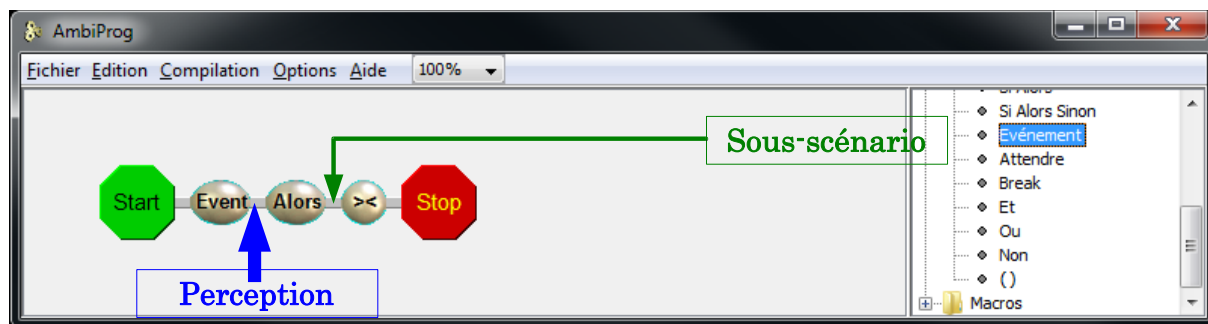 AmbiProg
Fichier Edition Compilation Options Aide 100%
Si Alors Sinon
Evénement
Attendre
Break
Et
Ou
Non
()
Macros
Sous-scénario
Start Event Alors >< Stop
Perception